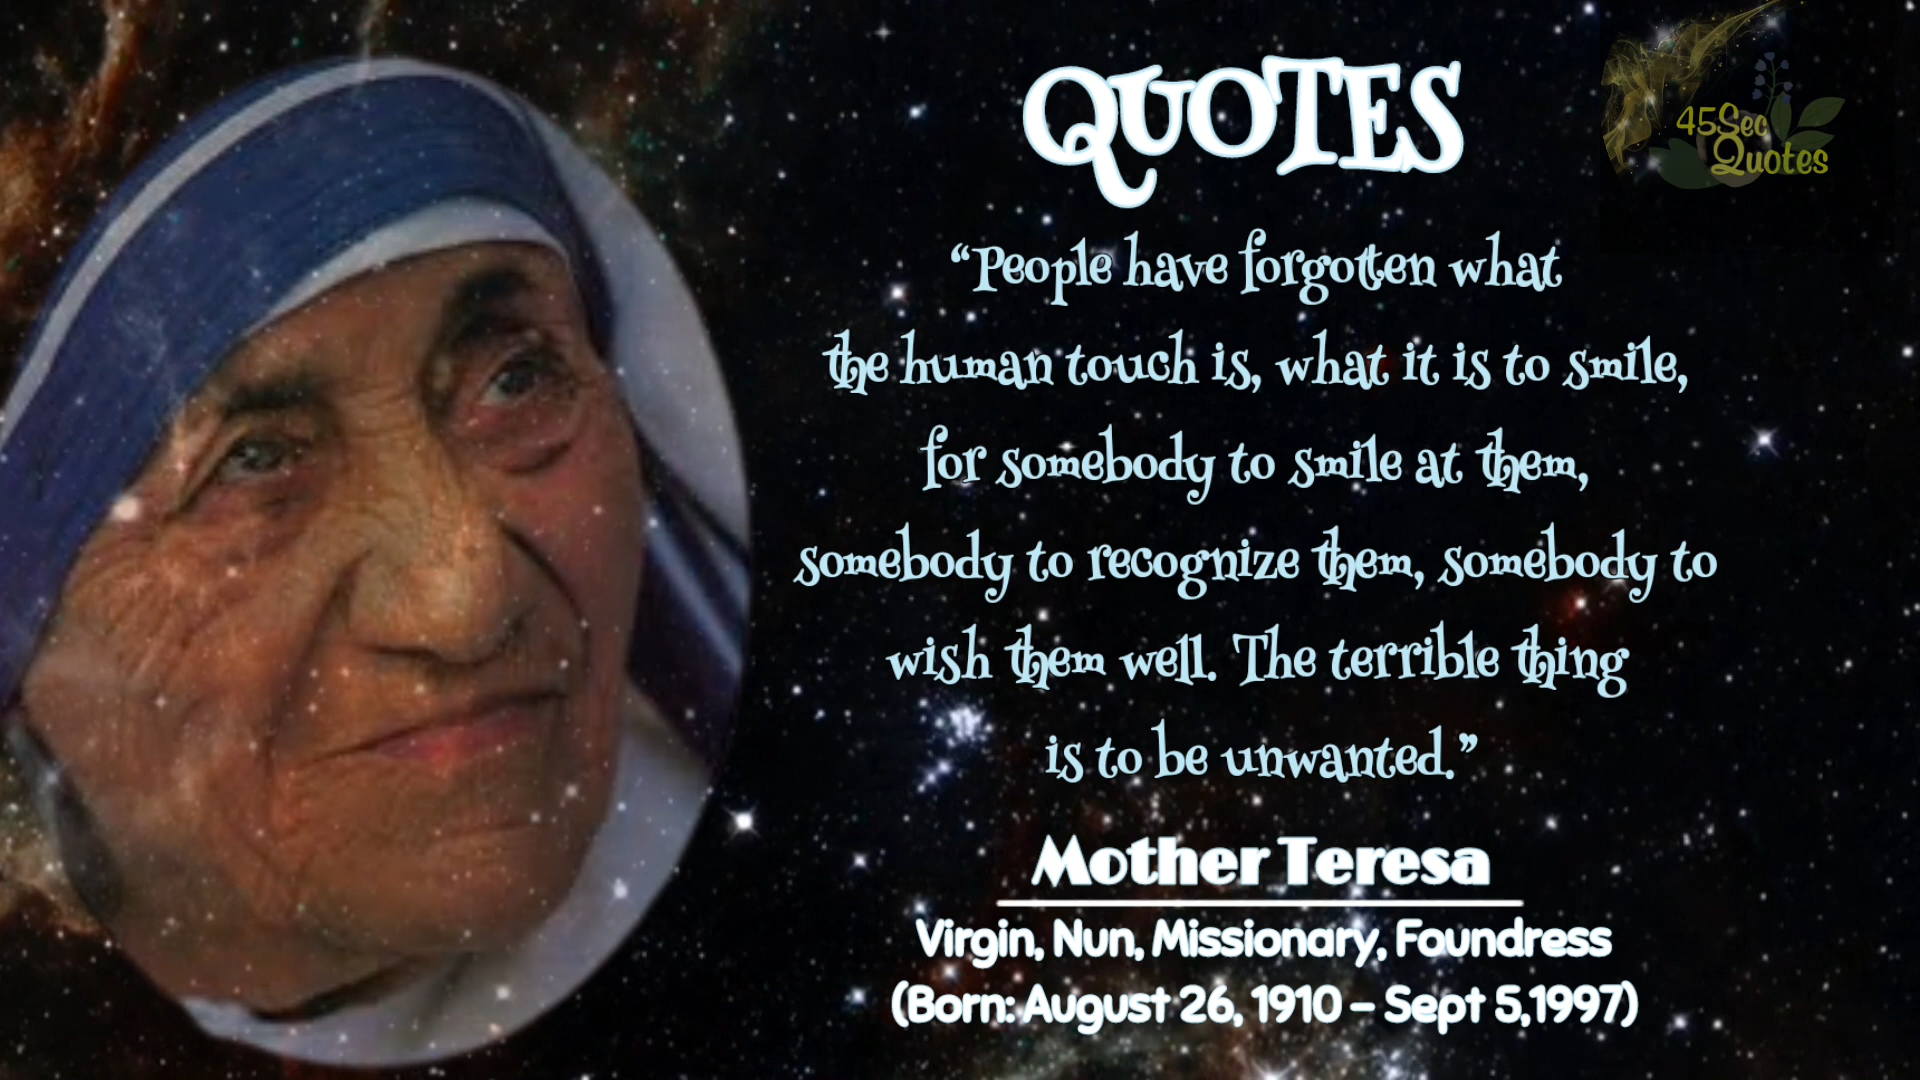 QUOTES
45Sec
Quotes
“People have forgotten what
the human touch is, what it is to smile,
for somebody to smile at them,
somebody to recognize them, somebody to
wish them well. The terrible thing
is to be unwanted.”
Mother Teresa
Virgin, Nun, Missionary, Foundress
(Born: August 26, 1910 – Sept 5,1997)